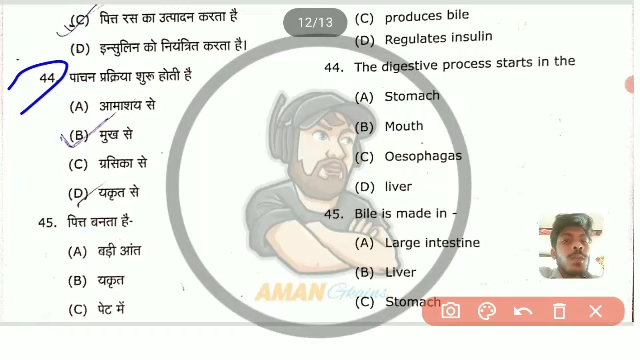 12/13
(C) पित्त रस का उत्पादन करता है
(D) इन्सुलिन को नियंत्रित करता है।
44 पाचन प्रक्रिया शुरू होती है
(A) आमाशय से
(B) मुख से
(C) ग्रसिका से
(D) यकृत से
45. पित्त बनता है-
(A) बड़ी आंत
(B) यकृत
(C) पेट में
(C) produces bile
(D) Regulates insulin
44. The digestive process starts in the
(A) Stomach
(B) Mouth
(C) Oesophagas
(D) liver
45. Bile is made in -
(A) Large intestine
(B) Liver
(C) Stomach
AMAN Grains